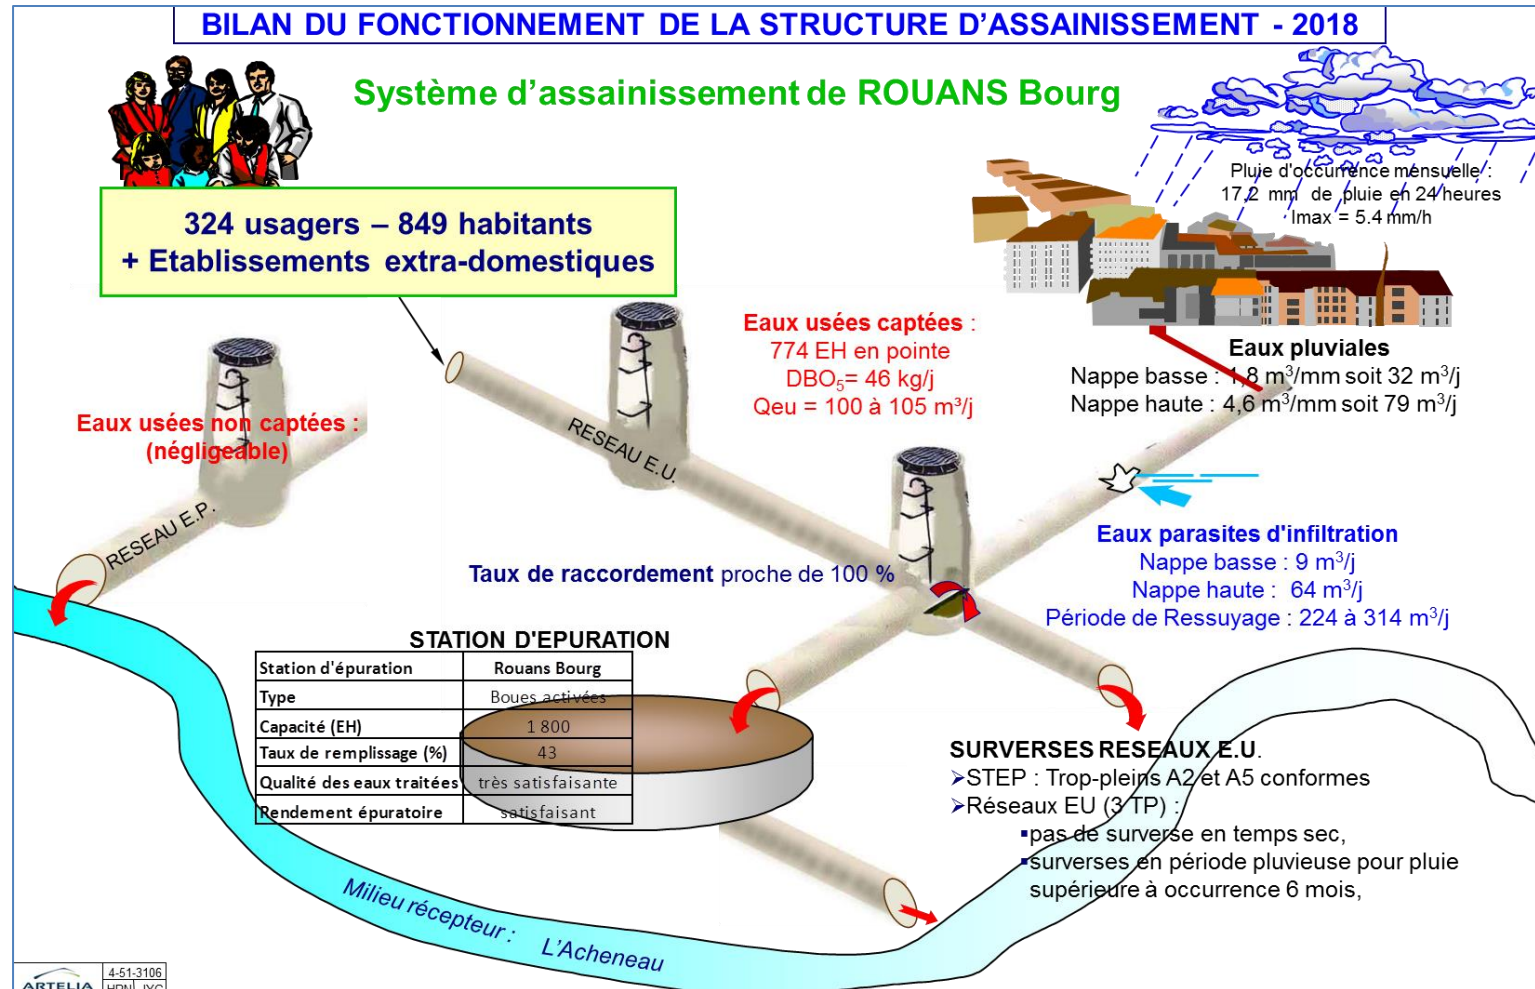 BILAN DU FONCTIONNEMENT DE LA STRUCTURE D'ASSAINISSEMENT - 2018
Système d'assainissement de ROUANS Bourg
Pluie d'occurrence mensuelle :
17,2 mm de pluie en 24 heures
Imax = 5.4 mm/h
324 usagers – 849 habitants
+ Etablissements extra-domestiques
Eaux usées captées :
774 EH en pointe
DBO₅= 46 kg/j
Qeu = 100 à 105 m³/j
Eaux pluviales
Nappe basse : 1,8 m³/mm soit 32 m³/j
Nappe haute : 4,6 m³/mm soit 79 m³/j
Eaux usées non captées :
(négligeable)
RESEAU E.U.
RESEAU E.P.
Eaux parasites d'infiltration
Nappe basse : 9 m³/j
Nappe haute : 64 m³/j
Période de Ressuyage : 224 à 314 m³/j
Taux de raccordement proche de 100 %
STATION D'EPURATION
Station d'épuration Rouans Bourg
Type Boues activées
Capacité (EH) 1 800
Taux de remplissage (%) 43
Qualité des eaux traitées très satisfaisante
Rendement épuratoire satisfaisant
SURVERSES RESEAUX E.U.
➢STEP : Trop-pleins A2 et A5 conformes
➢Réseaux EU (3 TP) :
▪pas de surverse en temps sec,
▪surverses en période pluvieuse pour pluie
supérieure à occurrence 6 mois,
Milieu récepteur : L'Acheneau
ARTELIA
4-51-3106
HPN JYG